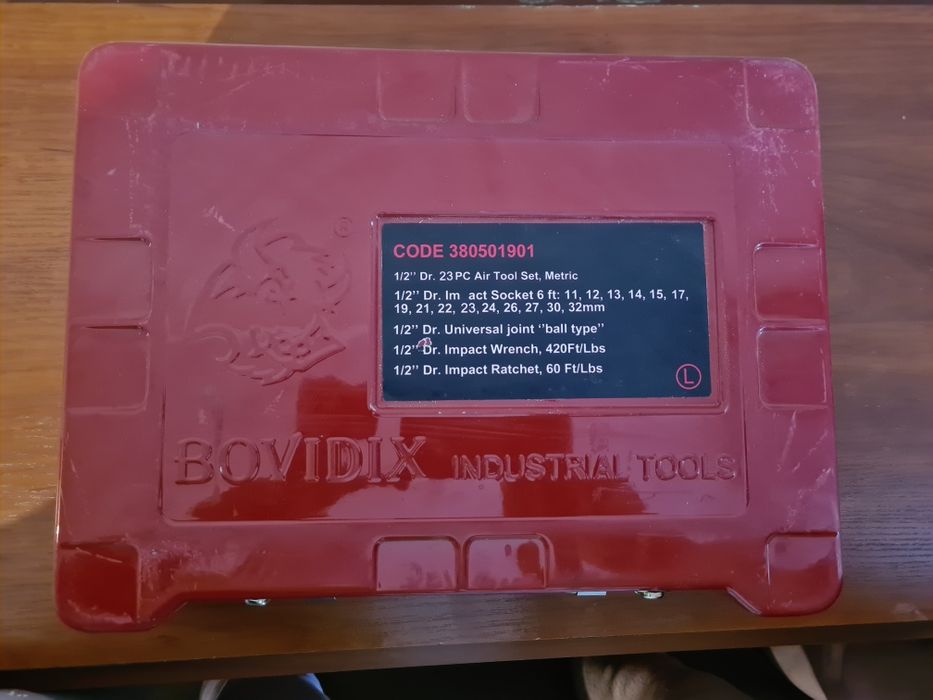 CODE 380501901
1/2'' Dr. 23PC Air Tool Set, Metric
1/2'' Dr. Im act Socket 6 ft: 11, 12, 13, 14, 15, 17,
19, 21, 22, 23, 24, 26, 27, 30, 32mm
1/2'' Dr. Universal joint ‘'ball type’'
1/2'' Dr. Impact Wrench, 420Ft/Lbs
1/2'' Dr. Impact Ratchet, 60 Ft/Lbs
L
®
BOVIDIX INDUSTRIAL TOOLS